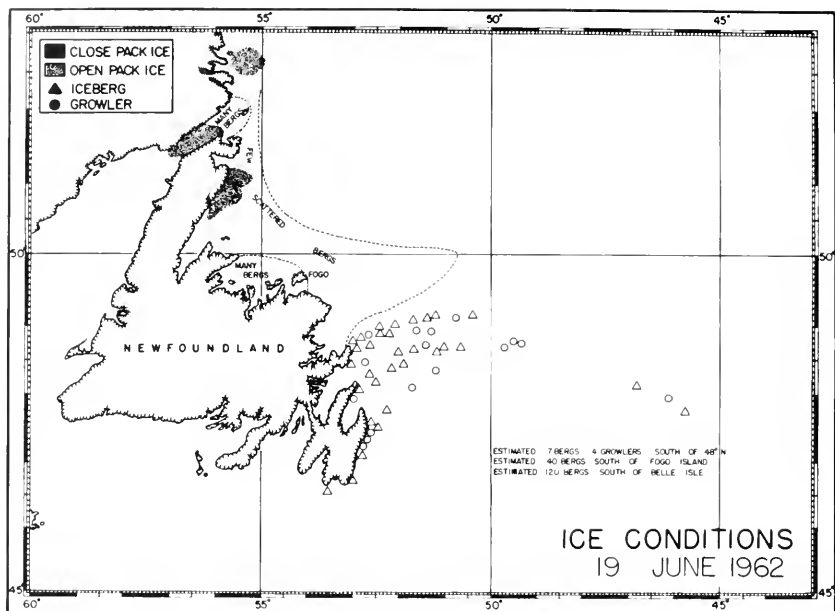 60° 55° 50° 45°
CLOSE PACK ICE
OPEN PACK ICE
ICEBERG
GROWLER
MANY
BERGS
FEW
SCATTERED
BERGS
50° 50°
MANY
BERGS
FOGO
NEWFOUNDLAND
ESTIMATED 7 BERGS 4 GROWLERS SOUTH OF 48° N
ESTIMATED 40 BERGS SOUTH OF FOGO ISLAND
ESTIMATED 120 BERGS SOUTH OF BELLE ISLE
ICE CONDITIONS
19 JUNE 1962
45° 45°
60° 55° 50° 45°